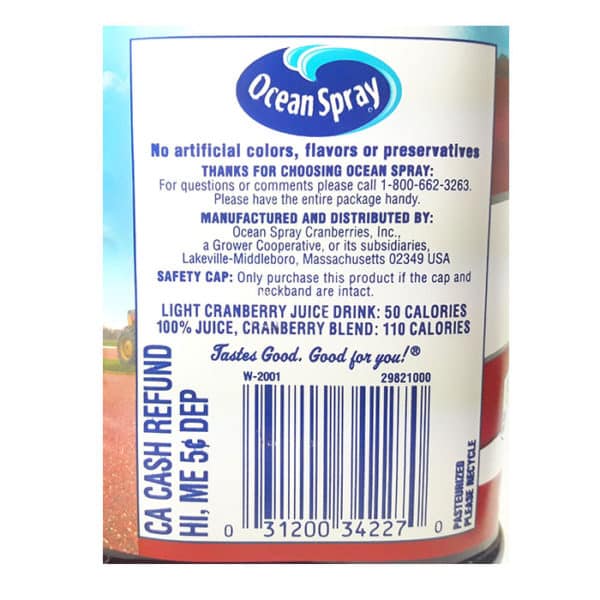 Ocean Spray
No artificial colors, flavors or preservatives
THANKS FOR CHOOSING OCEAN SPRAY:
For questions or comments please call 1-800-662-3263.
Please have the entire package handy.
MANUFACTURED AND DISTRIBUTED BY:
Ocean Spray Cranberries, Inc.,
a Grower Cooperative, or its subsidiaries,
Lakeville-Middleboro, Massachusetts 02349 USA
SAFETY CAP: Only purchase this product if the cap and
neckband are intact.
LIGHT CRANBERRY JUICE DRINK: 50 CALORIES
100% JUICE, CRANBERRY BLEND: 110 CALORIES
Tastes Good. Good for you!®
W-2001 29821000
CA CASH REFUND
HI, ME 5¢ DEP
0 31200 34227 0
PASTEURIZED
PLEASE RECYCLE